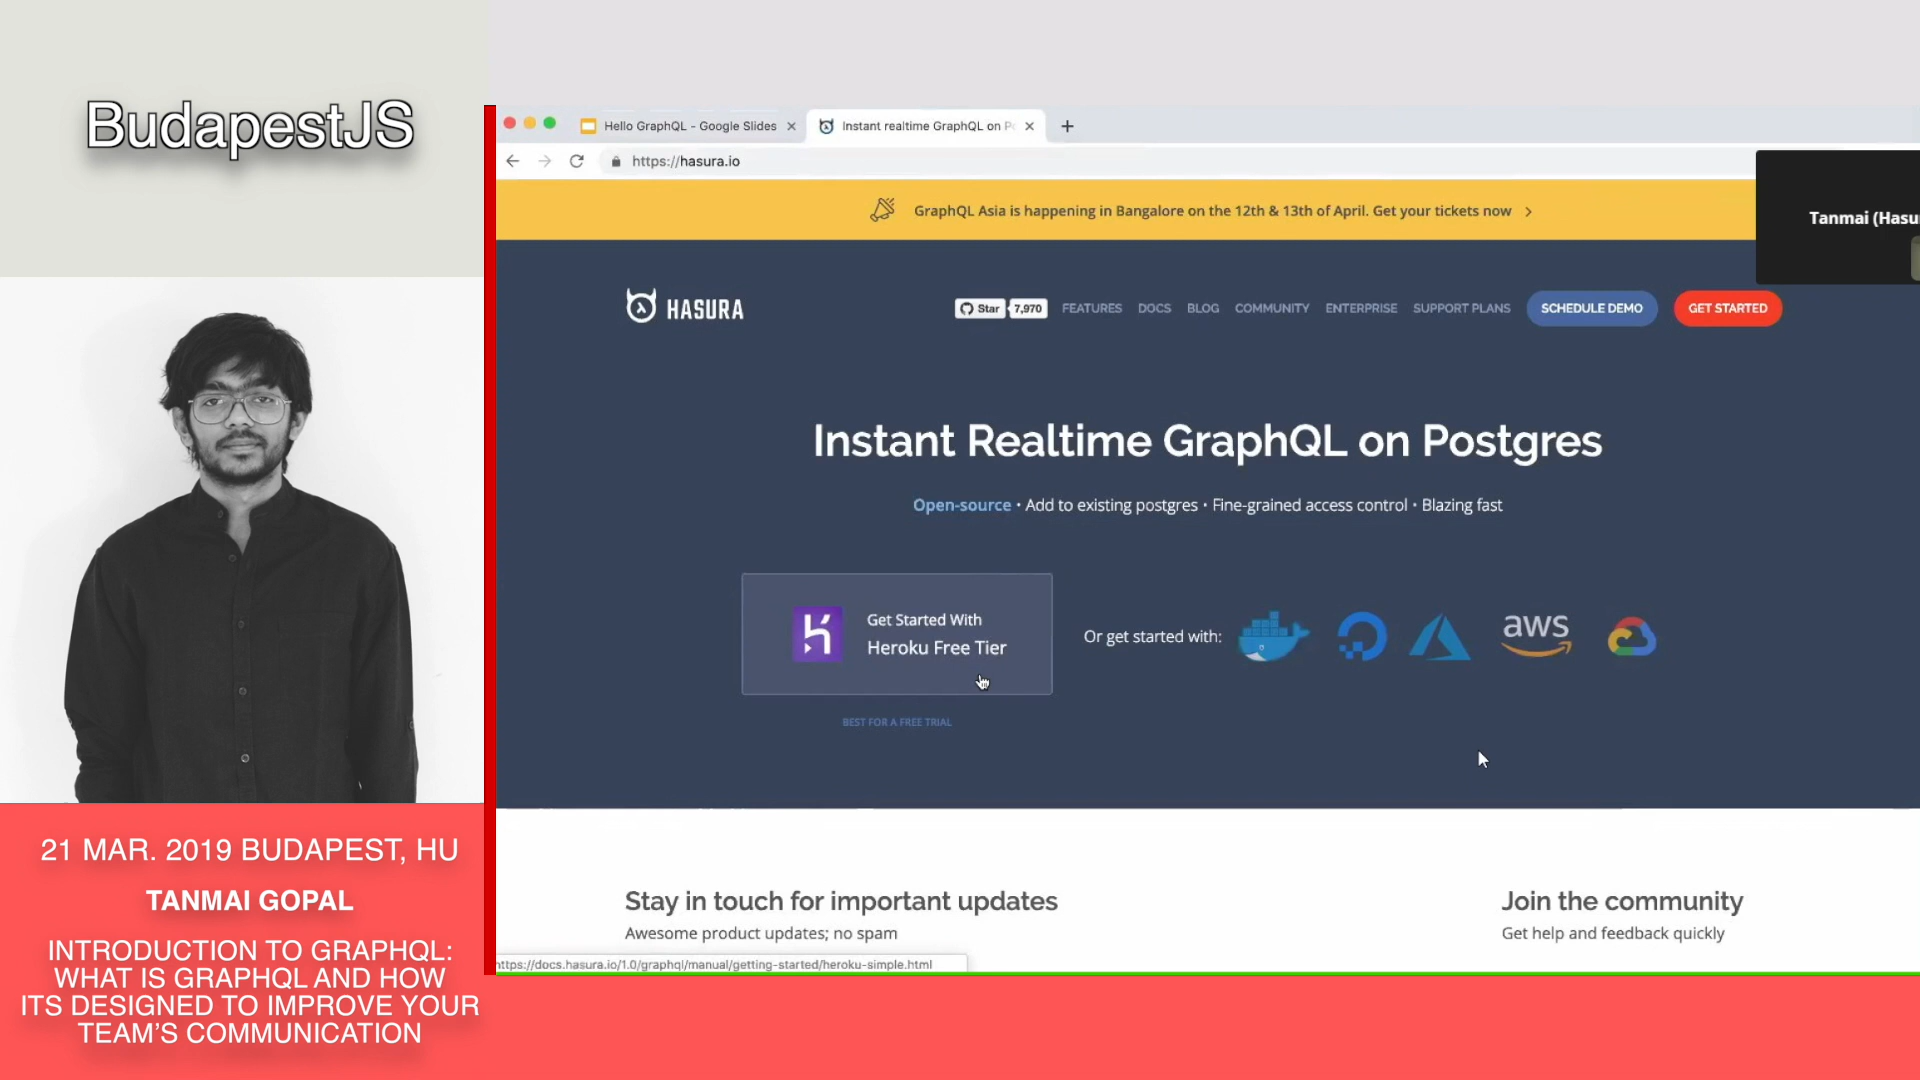 BudapestJS
21 MAR. 2019 BUDAPEST, HU
TANMAI GOPAL
INTRODUCTION TO GRAPHQL:
WHAT IS GRAPHQL AND HOW
ITS DESIGNED TO IMPROVE YOUR
TEAM'S COMMUNICATION
Hello GraphQL - Google Slides
Instant realtime GraphQL on Po
https://hasura.io
GraphQL Asia is happening in Bangalore on the 12th & 13th of April. Get your tickets now
Tanmai (Hasu
HASURA
Star 7,970 FEATURES DOCS BLOG COMMUNITY ENTERPRISE SUPPORT PLANS SCHEDULE DEMO GET STARTED
Instant Realtime GraphQL on Postgres
Open-source • Add to existing postgres • Fine-grained access control • Blazing fast
Get Started With
Heroku Free Tier
Or get started with:
aws
BEST FOR A FREE TRIAL
Stay in touch for important updates
Awesome product updates; no spam
Join the community
Get help and feedback quickly
https://docs.hasura.io/1.0/graphql/manual/getting-started/heroku-simple.html